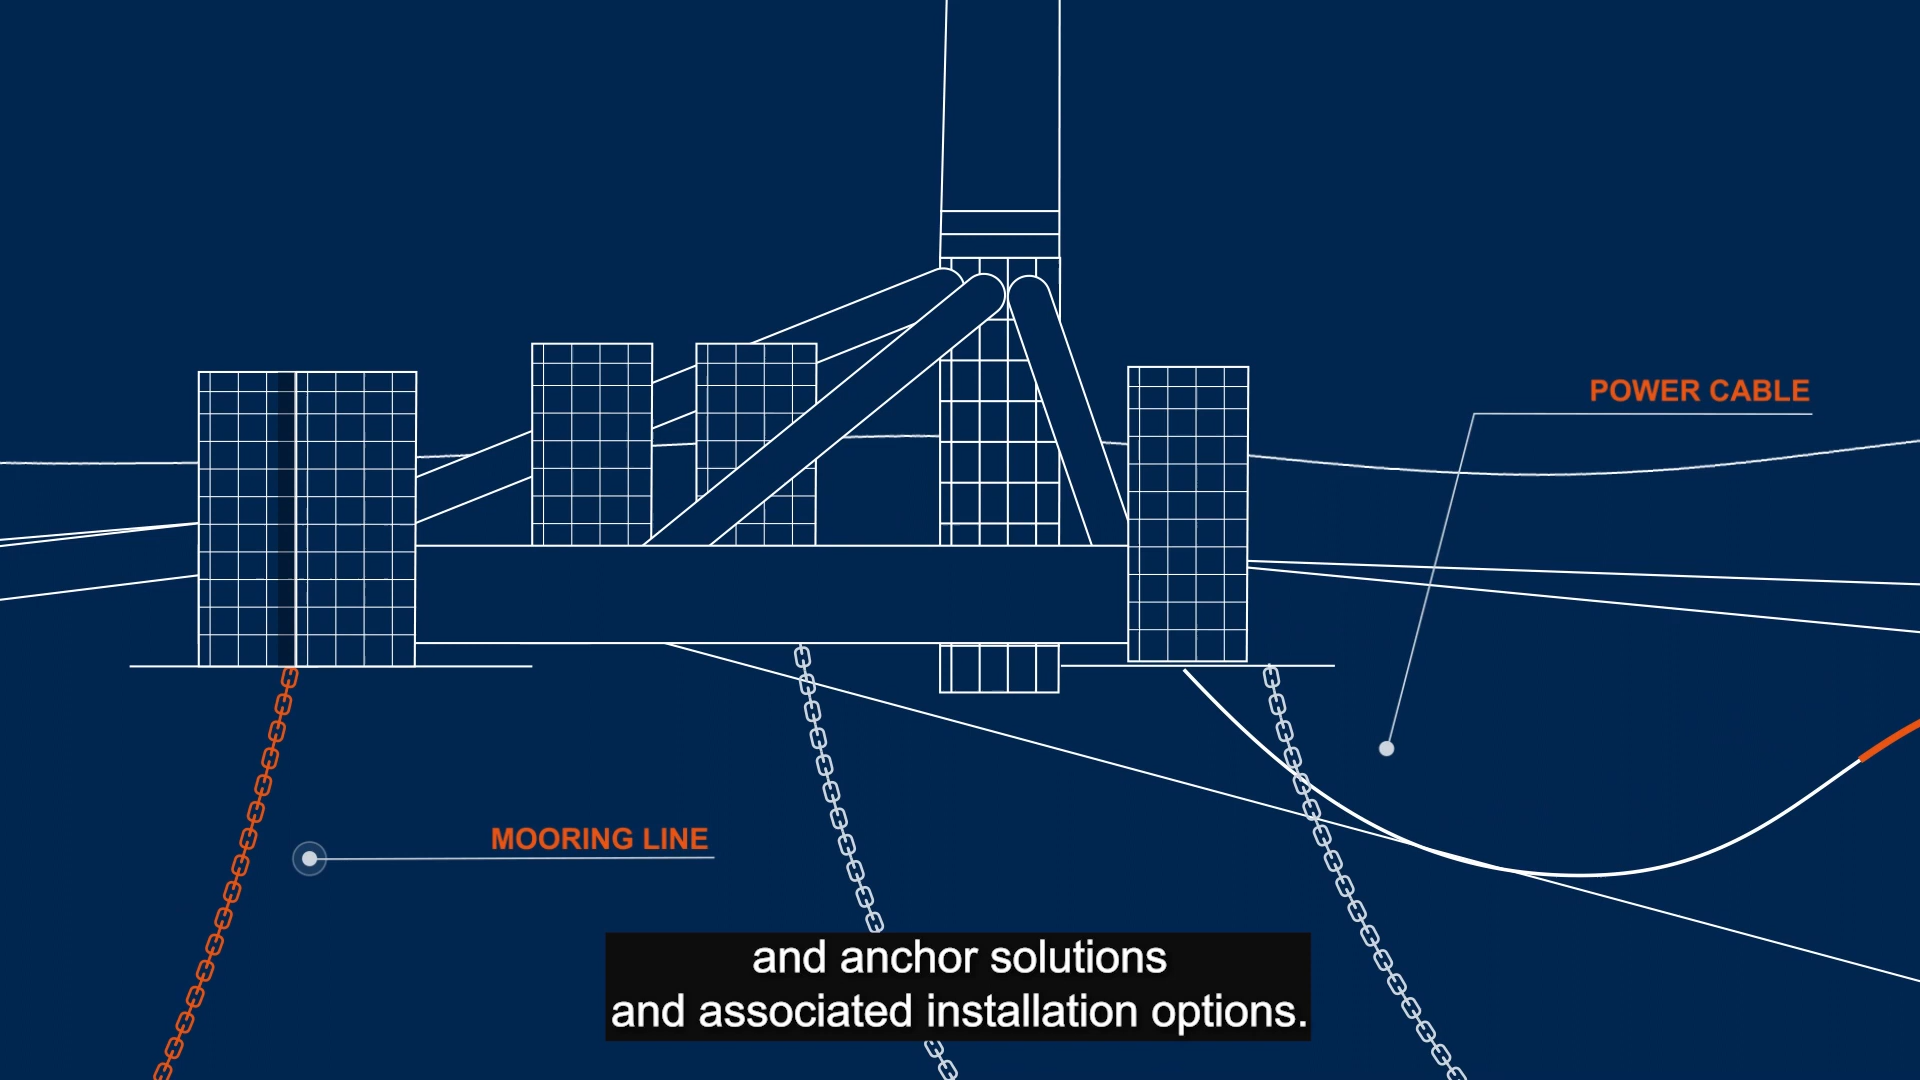 POWER CABLE
MOORING LINE
and anchor solutions
and associated installation options.